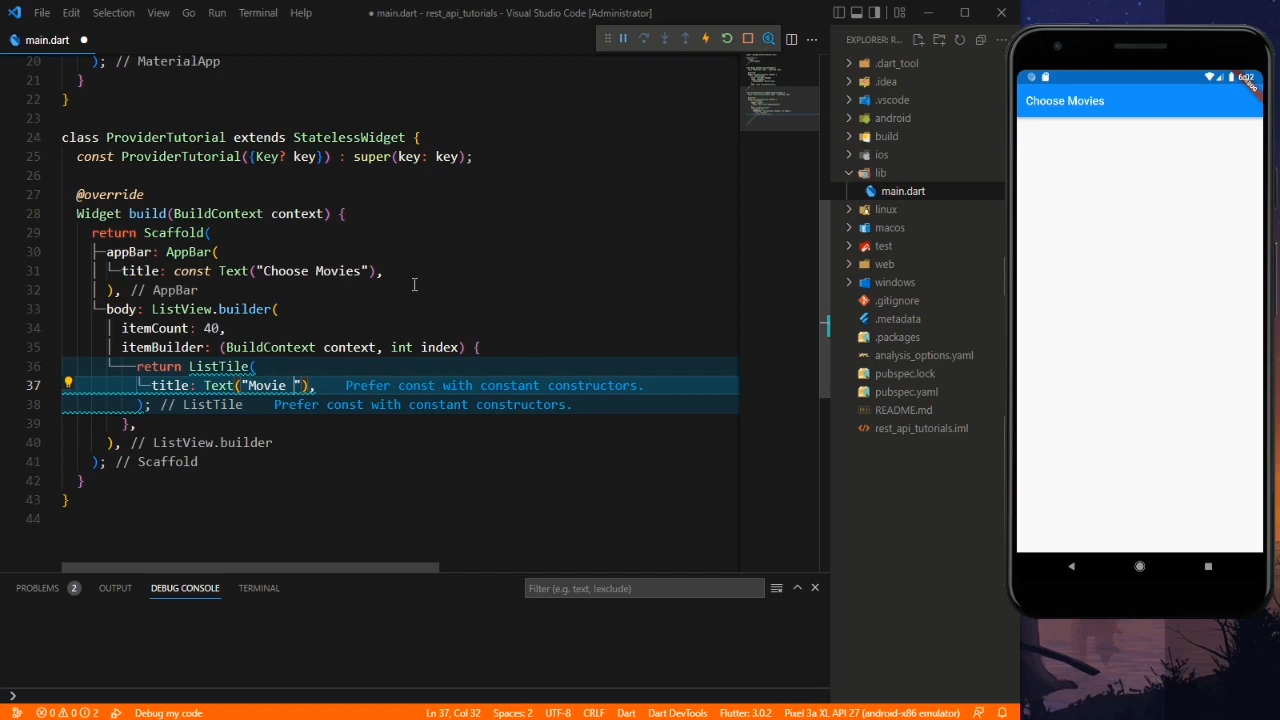 File Edit Selection View Go Run Terminal Help
● main.dart - rest_api_tutorials - Visual Studio Code [Administrator]
main.dart ●
20 ); // MaterialApp
21 }
22 }
23
24 class ProviderTutorial extends StatelessWidget {
25 const ProviderTutorial({Key? key}) : super(key: key);
26
27 @override
28 Widget build(BuildContext context) {
29 return Scaffold(
30 appBar: AppBar(
31 title: const Text("Choose Movies"),
32 ), // AppBar
33 body: ListView.builder(
34 itemCount: 40,
35 itemBuilder: (BuildContext context, int index) {
36 return ListTile(
37 title: Text("Movie "), Prefer const with constant constructors.
38 ); // ListTile Prefer const with constant constructors.
39 },
40 ), // ListView.builder
41 ); // Scaffold
42 }
43 }
44
PROBLEMS 2 OUTPUT DEBUG CONSOLE TERMINAL
Filter (e.g. text, !exclude)
Debug my code
Ln 37, Col 32 Spaces: 2 UTF-8 CRLF Dart Dart DevTools Flutter: 3.0.2 Pixel 3a XL API 27 (android-x86 emulator)
0 0 2
EXPLORER: R...
.dart_tool
.idea
.vscode
android
build
ios
lib
main.dart
linux
macos
test
web
windows
.gitignore
.metadata
.packages
analysis_options.yaml
pubspec.lock
pubspec.yaml
README.md
rest_api_tutorials.iml
6:02
Choose Movies